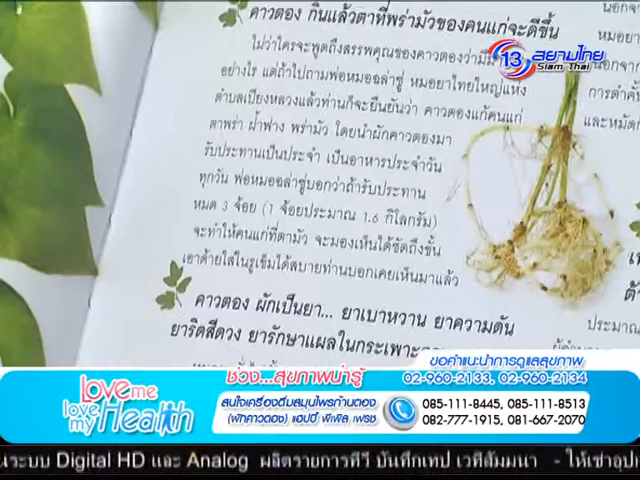 คาวตอง กินแล้วตาที่พร่ามัวของคนแก่จะดีขึ้น
ไม่ว่าใครจะพูดถึงสรรพคุณของคาวตองว่ามี
อย่างไร แต่ถ้าไปถามพ่อหมอฉล่าซู่ หมอยาไทยใหญ่แห่ง
ตำบลเปียงหลวงแล้วท่านก็จะยืนยันว่า คาวตองแก้คนแก่
ตาพร่า ฝ้าฟาง พร่ามัว โดยนำผักคาวตองมา
รับประทานเป็นประจำ เป็นอาหารประจำวัน
ทุกวัน พ่อหมอฉล่าซู่บอกว่าถ้ารับประทาน
หมด 3 จ้อย (1 จ้อยประมาณ 1.6 กิโลกรัม)
จะทำให้คนแก่ที่ตามัว จะมองเห็นได้ชัดถึงขั้น
เอาด้ายใส่ในรูเข็มได้สบายท่านบอกเคยเห็นมาแล้ว
คาวตอง ผักเป็นยา... ยาเบาหวาน ยาความดัน
ยาริดสีดวง ยารักษาแผลในกระเพาะ
นอกจาก
การดำ
และหมัด
ประมาณ
13 สยามไทย
Siam Thai
ขอคำแนะนำการดูแลสุขภาพ
ช่วง...สุขภาพน่ารู้ 02-960-2133, 02-960-2134
Love me
love my Health
สนใจเครื่องดื่มสมุนไพรก้านตอง
(ผักคาวตอง) แฮปปี้ พีเพิล เฟรช
085-111-8445, 085-111-8513
082-777-1915, 081-667-2070
นระบบ Digital HD และ Analog ผลิตรายการทีวี บันทึกเทป เวทีสัมมนา - ให้เช่าอุป